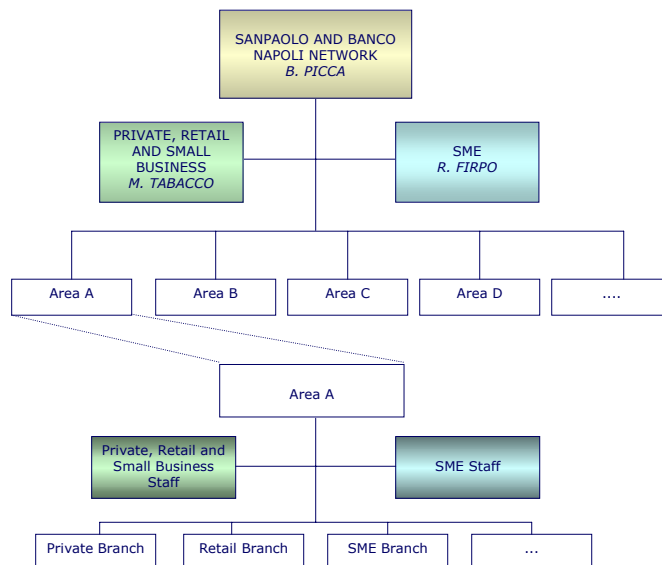 SANPAOLO AND BANCO
NAPOLI NETWORK
B. PICCA
PRIVATE, RETAIL
AND SMALL
BUSINESS
M. TABACCO
SME
R. FIRPO
Area A
Area B
Area C
Area D
....
Area A
Private, Retail and
Small Business
Staff
SME Staff
Private Branch
Retail Branch
SME Branch
...